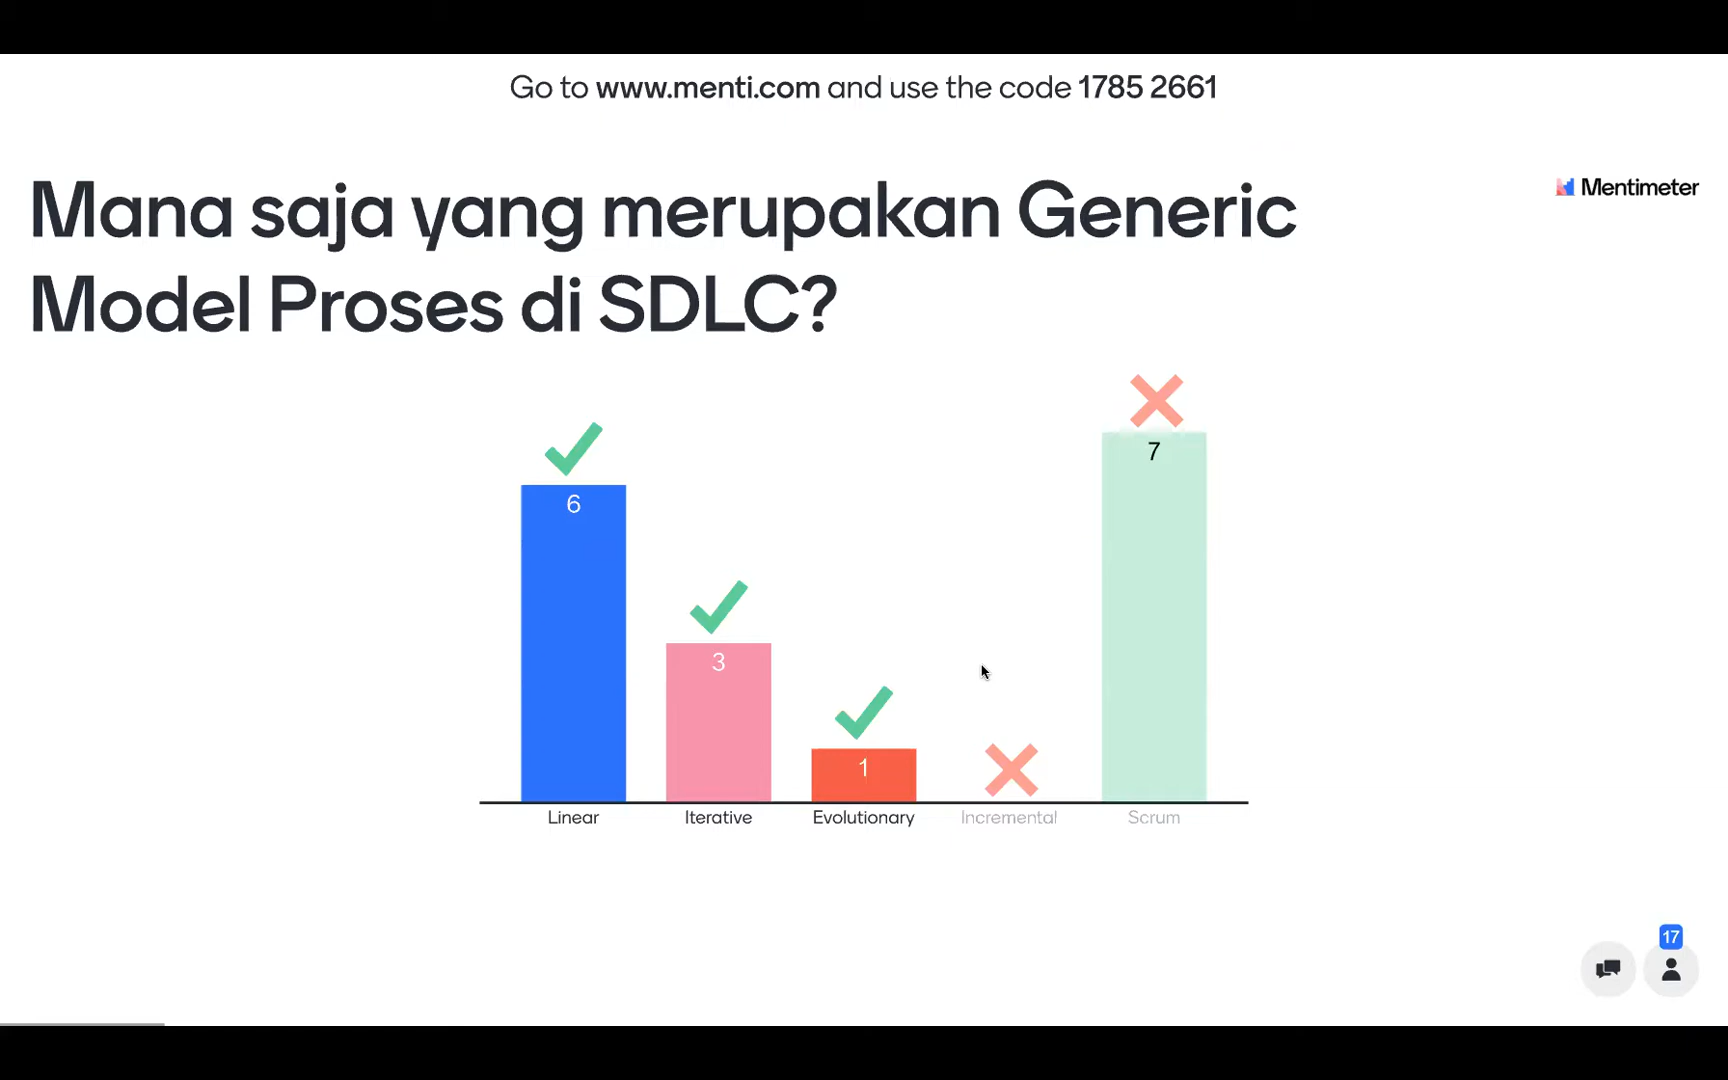 Go to www.menti.com and use the code 1785 2661
Mentimeter
Mana saja yang merupakan Generic
Model Proses di SDLC?
6
3
1
7
Linear
Iterative
Evolutionary
Incremental
Scrum
17